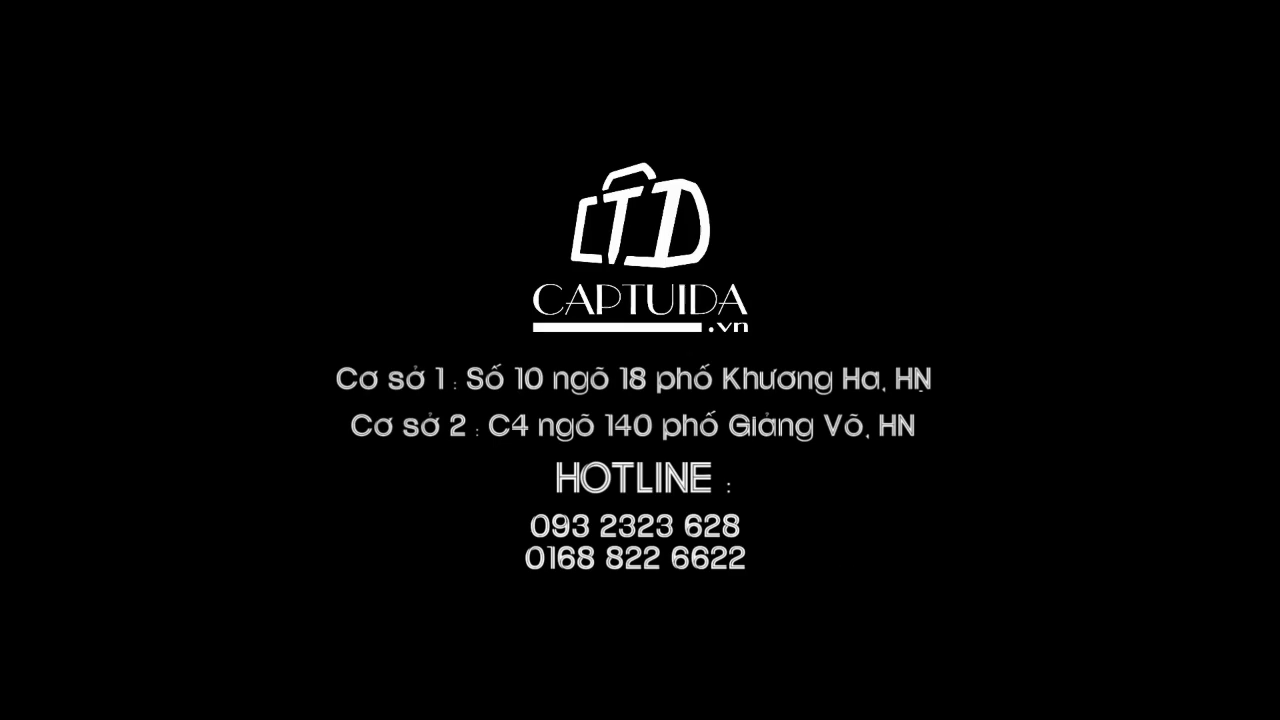 CTD
CAPTUIDA
.vn
Cơ sở 1 : Số 10 ngõ 18 phố Khương Hạ, HN
Cơ sở 2 : C4 ngõ 140 phố Giảng Võ, HN
HOTLINE :
093 2323 628
0168 822 6622